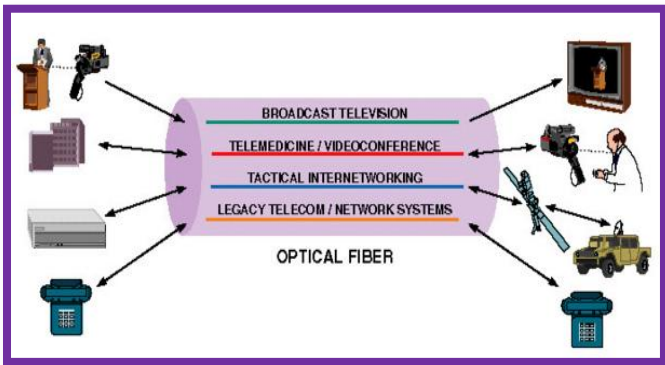 BROADCAST TELEVISION
TELEMEDICINE / VIDEOCONFERENCE
TACTICAL INTERNETWORKING
LEGACY TELECOM / NETWORK SYSTEMS
OPTICAL FIBER